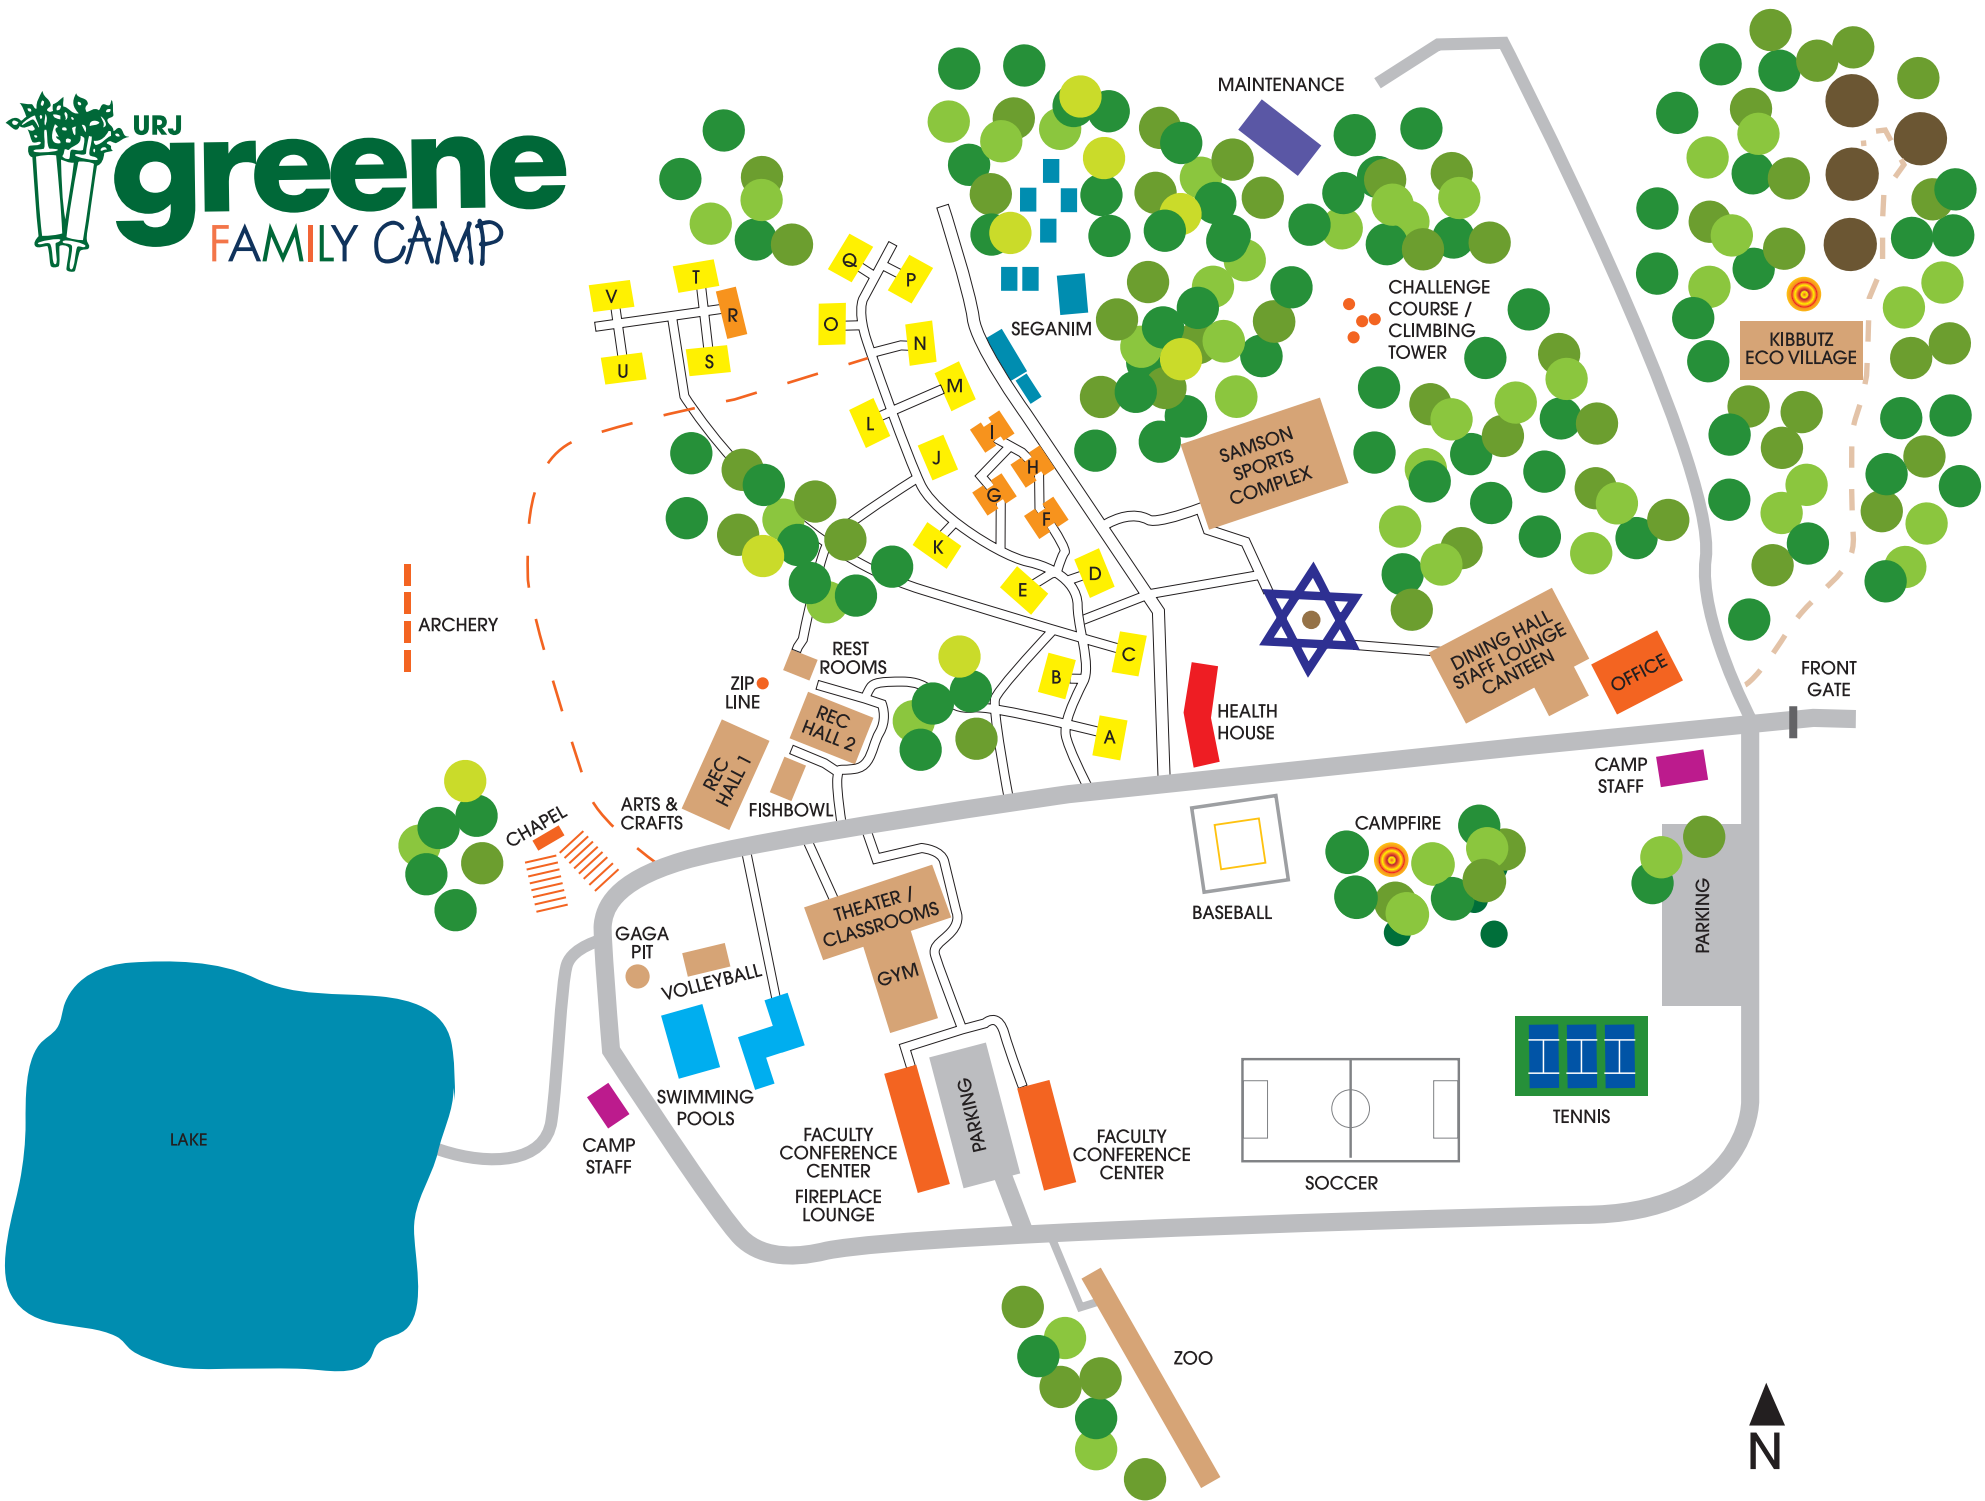 URJ
greene
FAMILY CAMP
MAINTENANCE
SEGANIM
CHALLENGE
COURSE /
CLIMBING
TOWER
KIBBUTZ
ECO VILLAGE
Q
P
T
V
R
O
N
S
U
M
L
I
J
H
G
F
K
D
E
C
B
A
SAMSON
SPORTS
COMPLEX
ARCHERY
REST
ROOMS
ZIP
LINE
REC
HALL 2
REC
HALL 1
FISHBOWL
ARTS &
CRAFTS
CHAPEL
DINING HALL
STAFF LOUNGE
CANTEEN
OFFICE
FRONT
GATE
HEALTH
HOUSE
CAMP
STAFF
CAMPFIRE
BASEBALL
PARKING
THEATER /
CLASSROOMS
GYM
GAGA
PIT
VOLLEYBALL
SWIMMING
POOLS
CAMP
STAFF
LAKE
FACULTY
CONFERENCE
CENTER
FIREPLACE
LOUNGE
PARKING
FACULTY
CONFERENCE
CENTER
SOCCER
TENNIS
ZOO
N